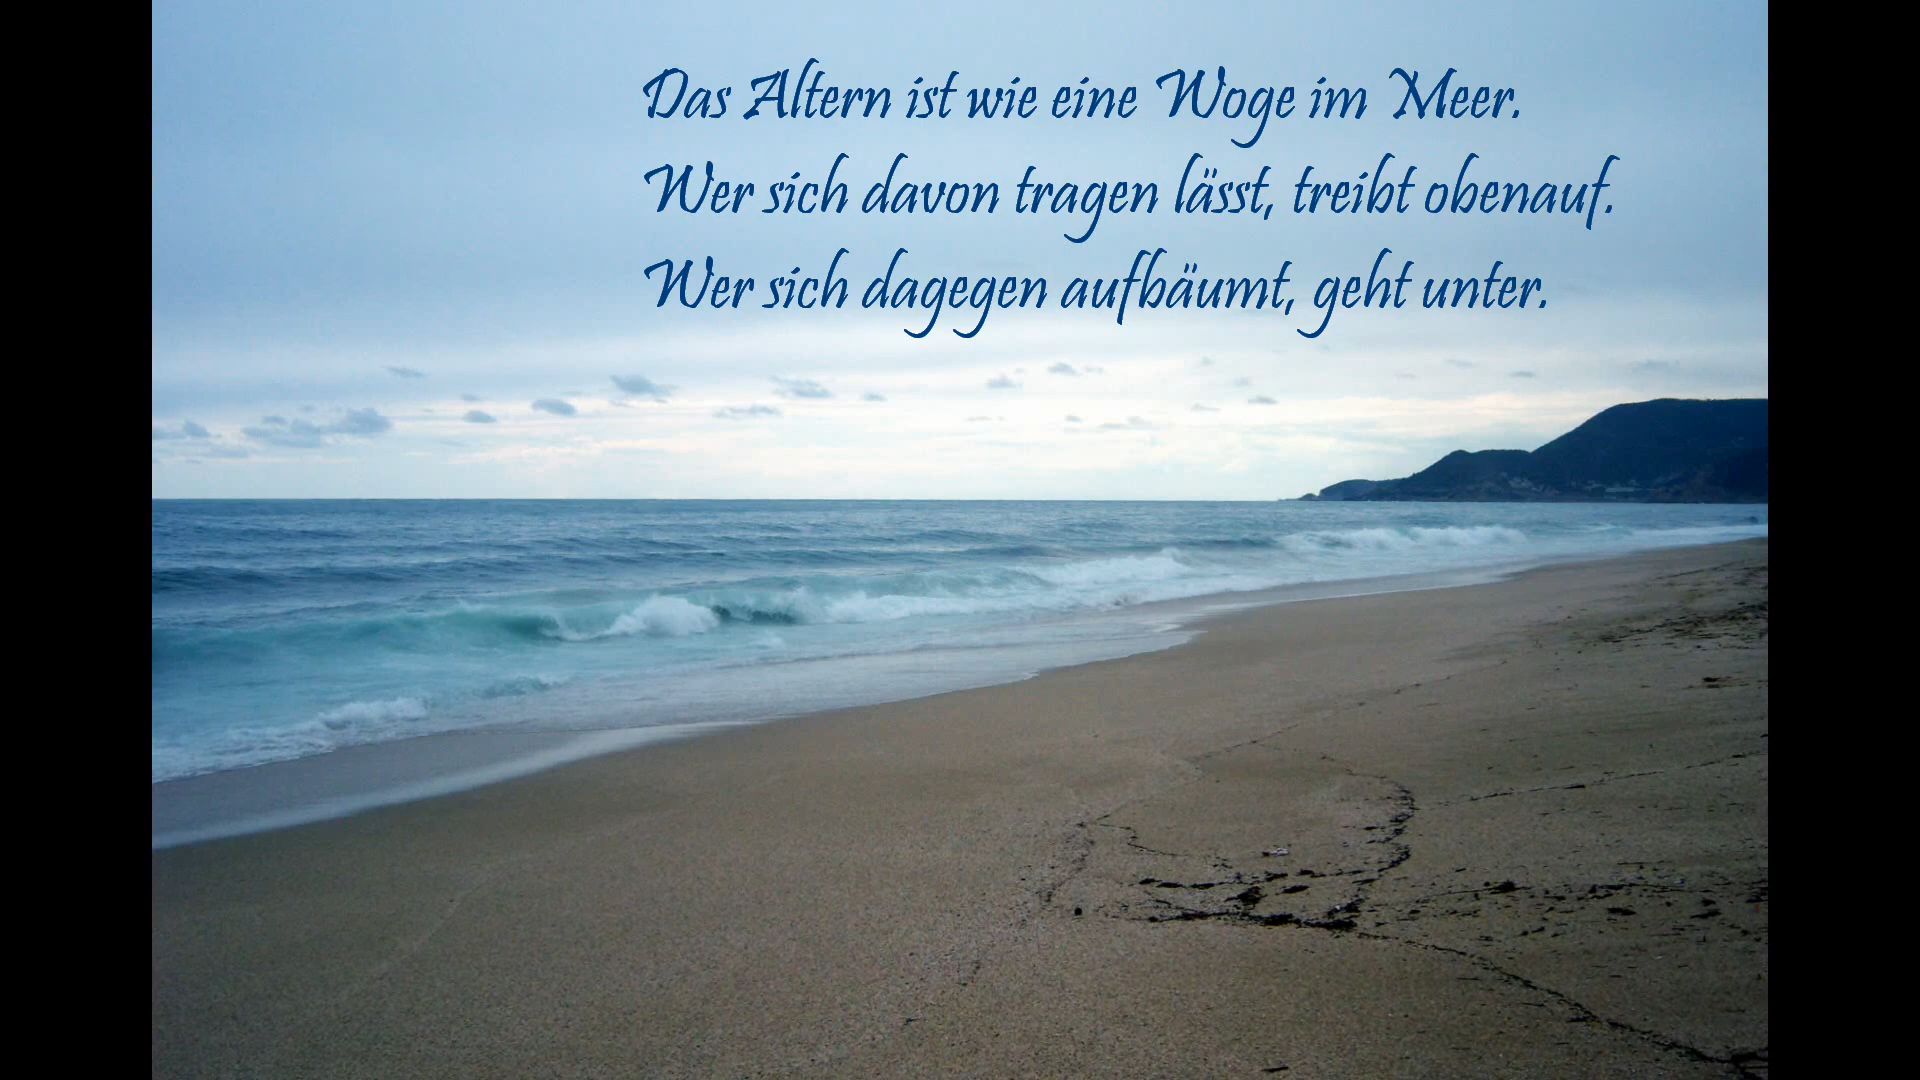 Das Altern ist wie eine Woge im Meer.
Wer sich davon tragen lässt, treibt obenauf.
Wer sich dagegen aufbäumt, geht unter.